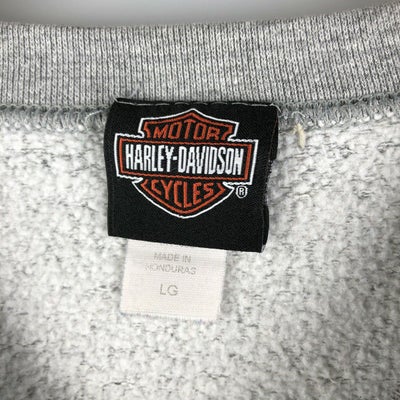 MOTOR
HARLEY-DAVIDSON
CYCLES
®
MADE IN
HONDURAS
LG